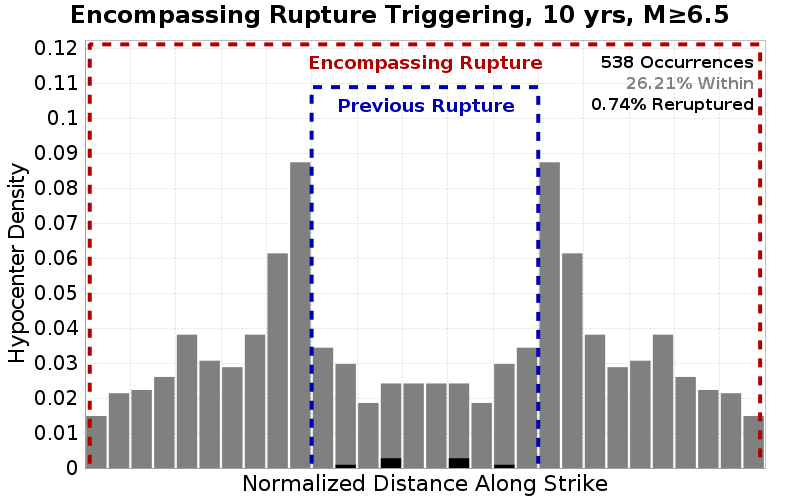 Encompassing Rupture Triggering, 10 yrs, M≥6.5
0.12
0.11
0.1
0.09
0.08
0.07
0.06
0.05
0.04
0.03
0.02
0.01
0
Hypocenter Density
Encompassing Rupture
Previous Rupture
538 Occurrences
26.21% Within
0.74% Reruptured
Normalized Distance Along Strike